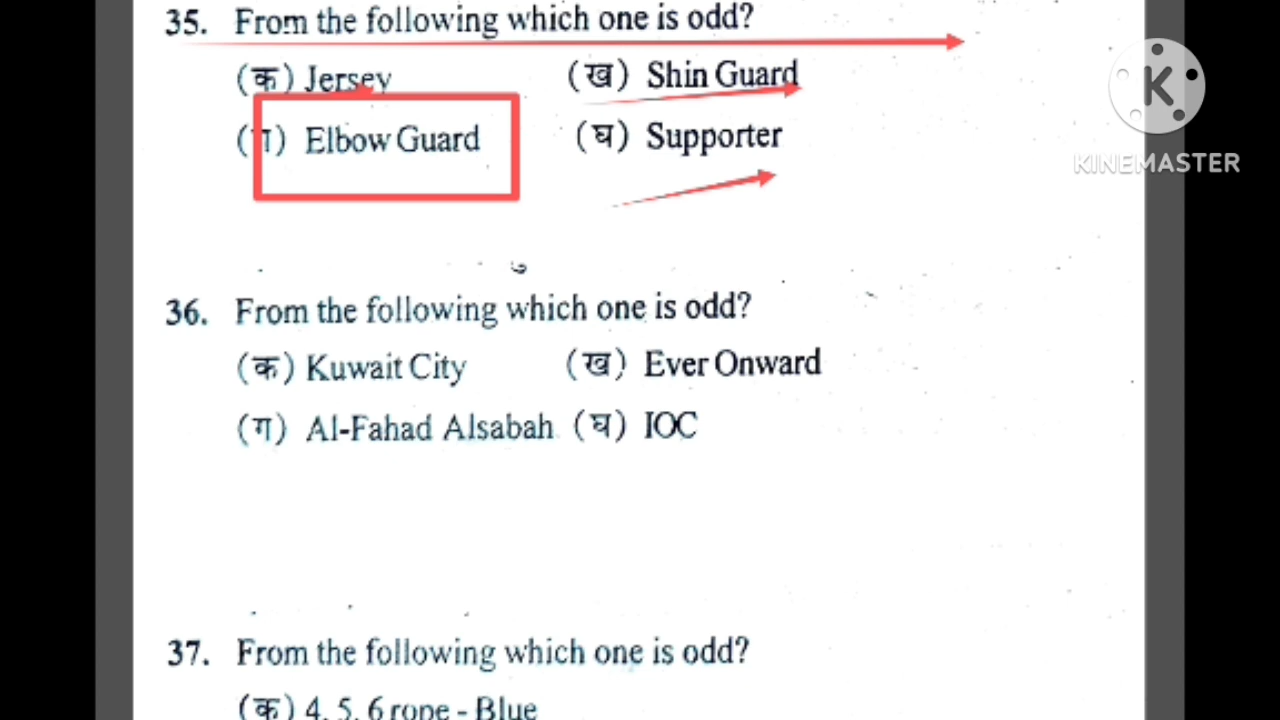 35. From the following which one is odd?
(क) Jersey (ख) Shin Guard
(ग) Elbow Guard (घ) Supporter
K
KINEMASTER
36. From the following which one is odd?
(क) Kuwait City (ख) Ever Onward
(ग) Al-Fahad Alsabah (घ) IOC
37. From the following which one is odd?
(क) 4, 5, 6 rope - Blue